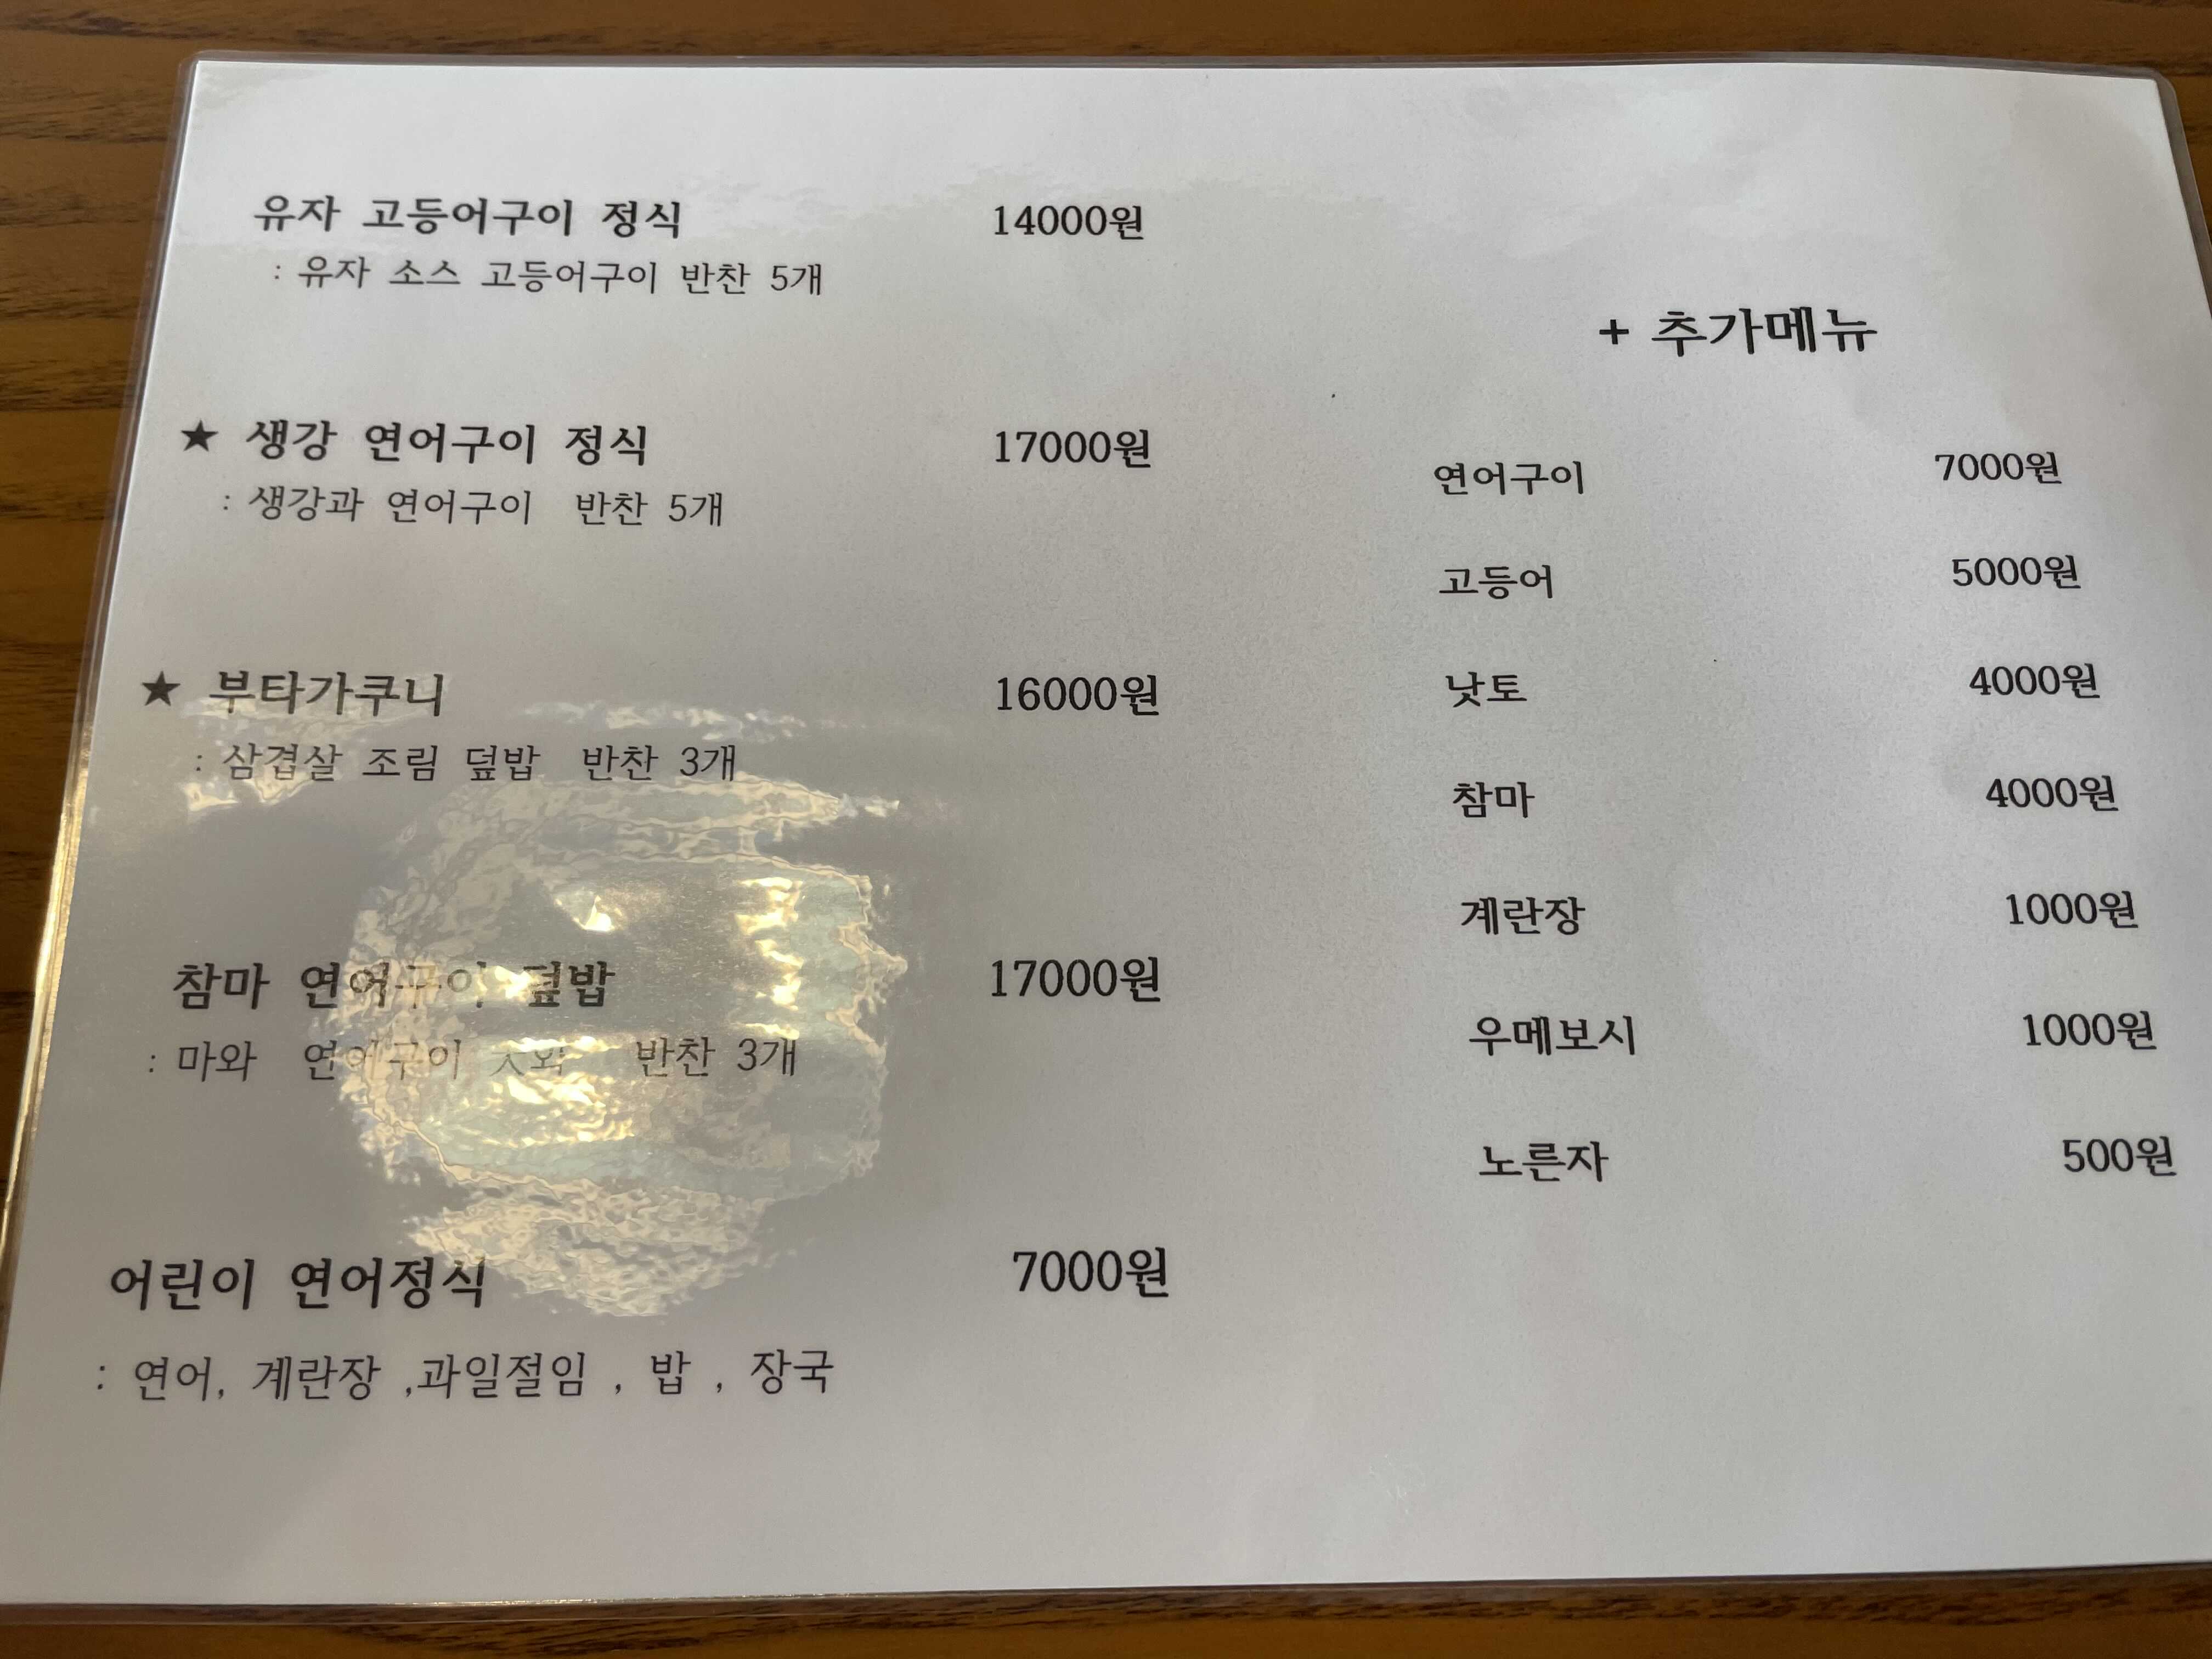 유자 고등어구이 정식 14000원
: 유자 소스 고등어구이 반찬 5개
★ 생강 연어구이 정식 17000원
: 생강과 연어구이 반찬 5개
★ 부타가쿠니 16000원
: 삼겹살 조림 덮밥 반찬 3개
참마 연어구이 덮밥 17000원
: 마와 연어구이 반찬 3개
어린이 연어정식 7000원
: 연어, 계란장 ,과일절임 , 밥 , 장국
+ 추가메뉴
연어구이 7000원
고등어 5000원
낫토 4000원
참마 4000원
계란장 1000원
우메보시 1000원
노른자 500원